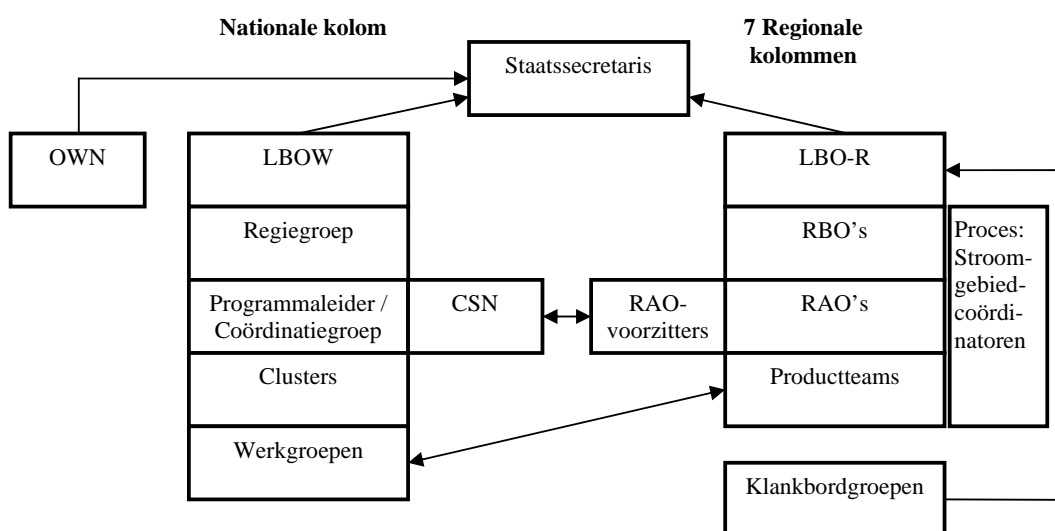 Nationale kolom
7 Regionale
kolommen
Staatssecretaris
OWN
LBOW
LBO-R
Regiegroep
RBO’s
Proces:
Stroom-
gebied-
coördi-
natoren
Programmaleider /
Coördinatiegroep
CSN
RAO-
voorzitters
RAO’s
Clusters
Productteams
Werkgroepen
Klankbordgroepen